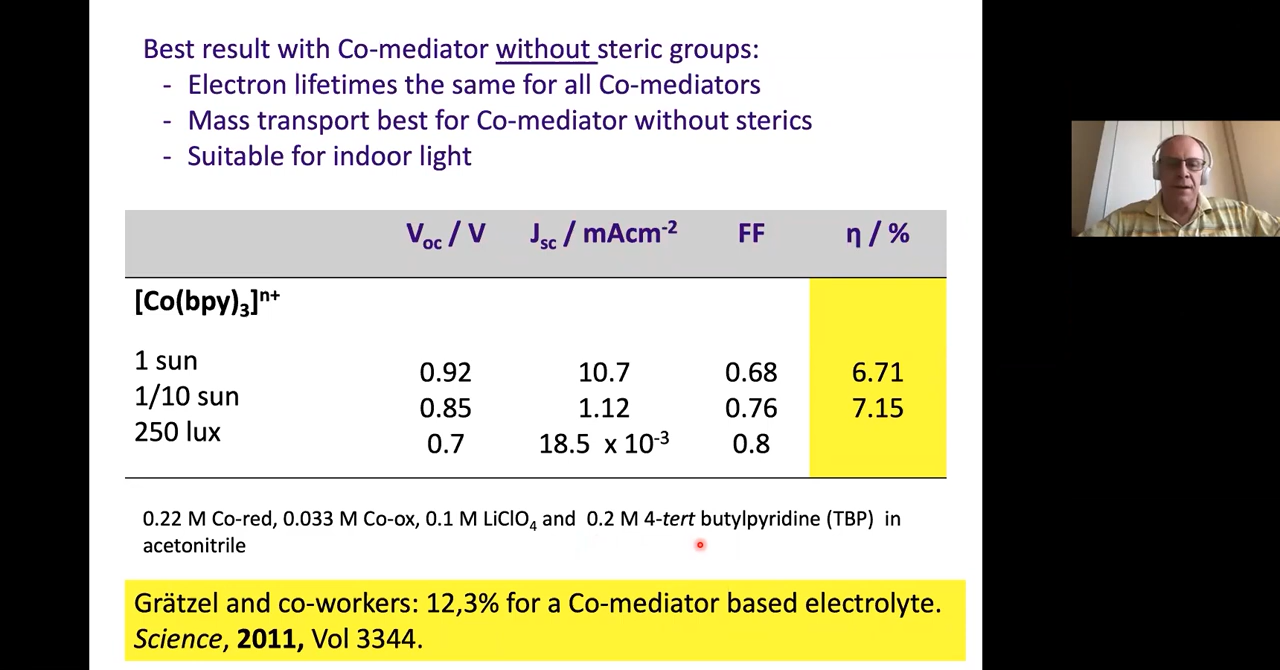 Best result with Co-mediator without steric groups:
- Electron lifetimes the same for all Co-mediators
- Mass transport best for Co-mediator without sterics
- Suitable for indoor light
Voc / V Jsc / mAcm-2 FF η / %
[Co(bpy)3]n+
1 sun 0.92 10.7 0.68 6.71
1/10 sun 0.85 1.12 0.76 7.15
250 lux 0.7 18.5 x 10-3 0.8
0.22 M Co-red, 0.033 M Co-ox, 0.1 M LiClO4 and 0.2 M 4-tert butylpyridine (TBP) in
acetonitrile
Grätzel and co-workers: 12,3% for a Co-mediator based electrolyte.
Science, 2011, Vol 3344.